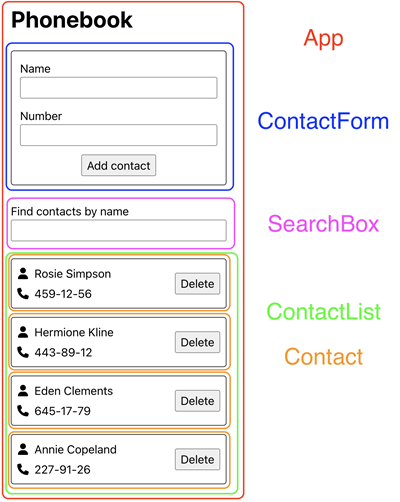 Phonebook
App
Name
ContactForm
Number
Add contact
Find contacts by name
SearchBox
Rosie Simpson
459-12-56
Delete
ContactList
Hermione Kline
443-89-12
Delete
Contact
Eden Clements
645-17-79
Delete
Annie Copeland
227-91-26
Delete